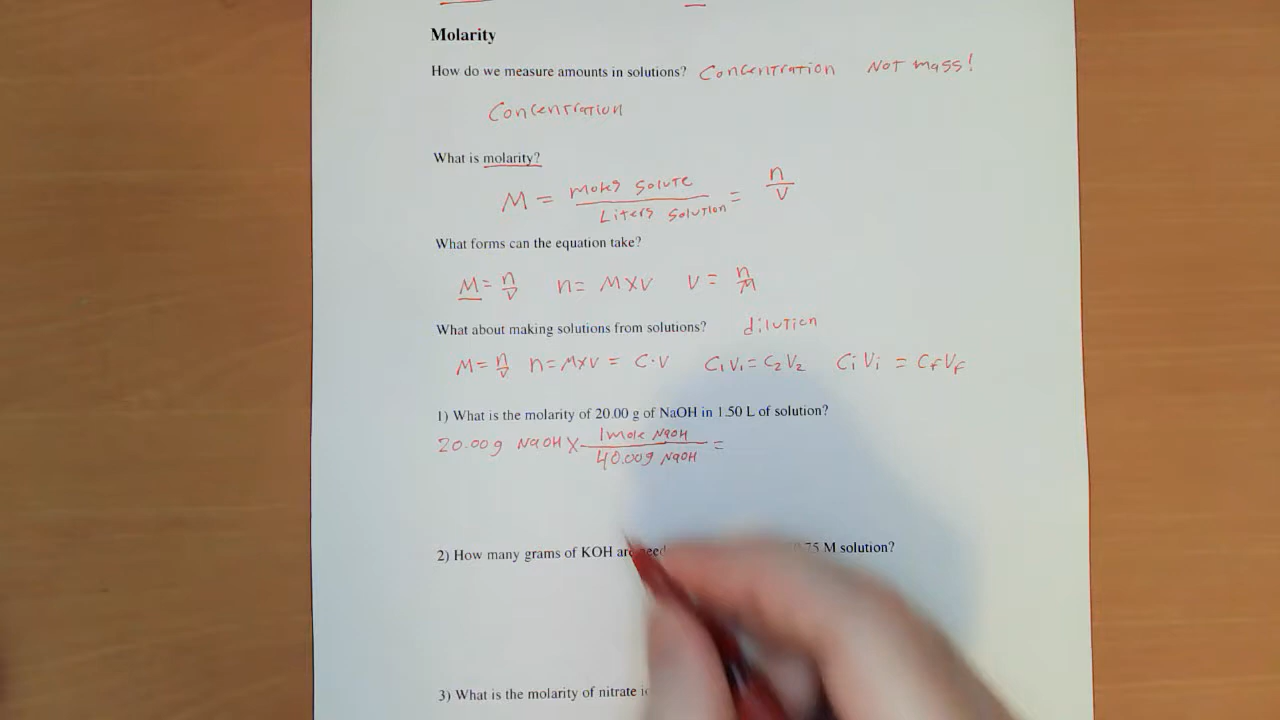 Molarity
How do we measure amounts in solutions? Concentration NOT mass!
Concentration
What is molarity?
M = moles solute / Liters solution = n / V
What forms can the equation take?
M = n/V n = M x V V = n/M
What about making solutions from solutions? dilution
M = n/V n = M x V = C·V C1V1 = C2V2 CiVi = CfVf
1) What is the molarity of 20.00 g of NaOH in 1.50 L of solution?
20.00g NaOH x 1 mole NaOH / 40.00g NaOH =
2) How many grams of KOH are 75 M solution?
3) What is the molarity of nitrate